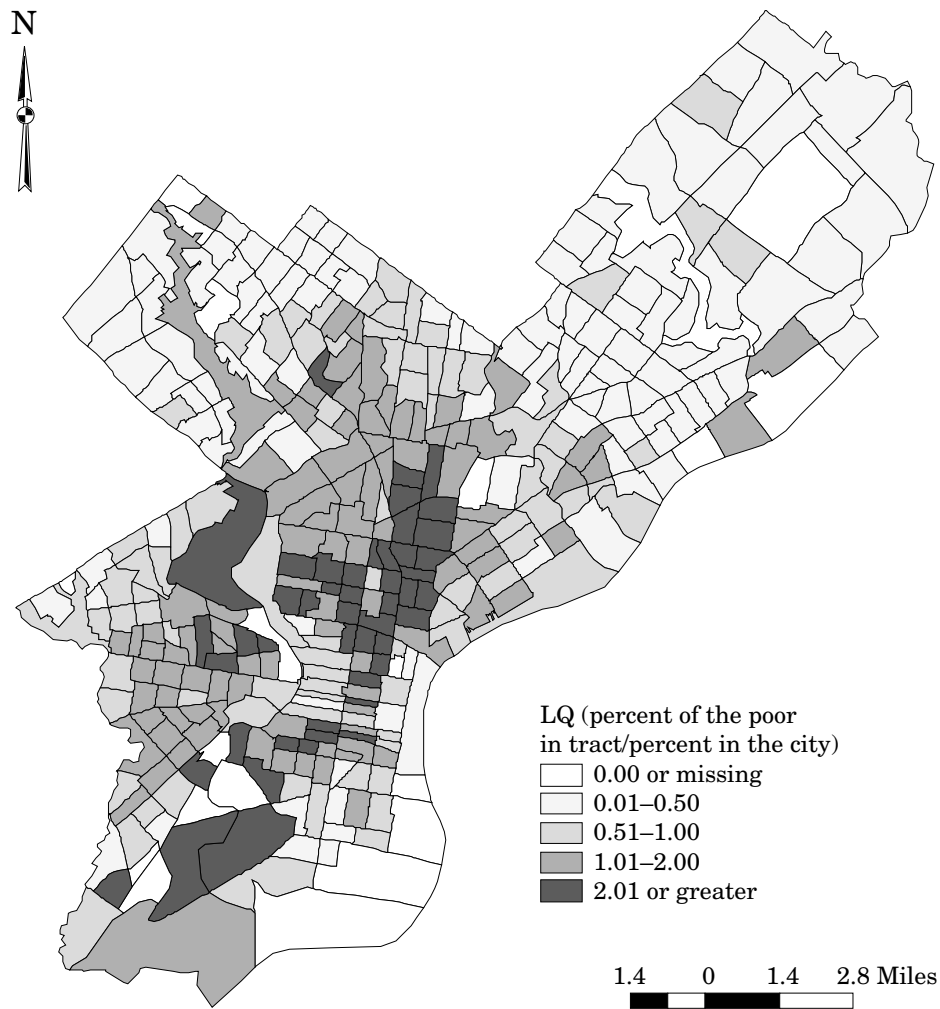 N
LQ (percent of the poor
in tract/percent in the city)
0.00 or missing
0.01–0.50
0.51–1.00
1.01–2.00
2.01 or greater
1.4 0 1.4 2.8 Miles